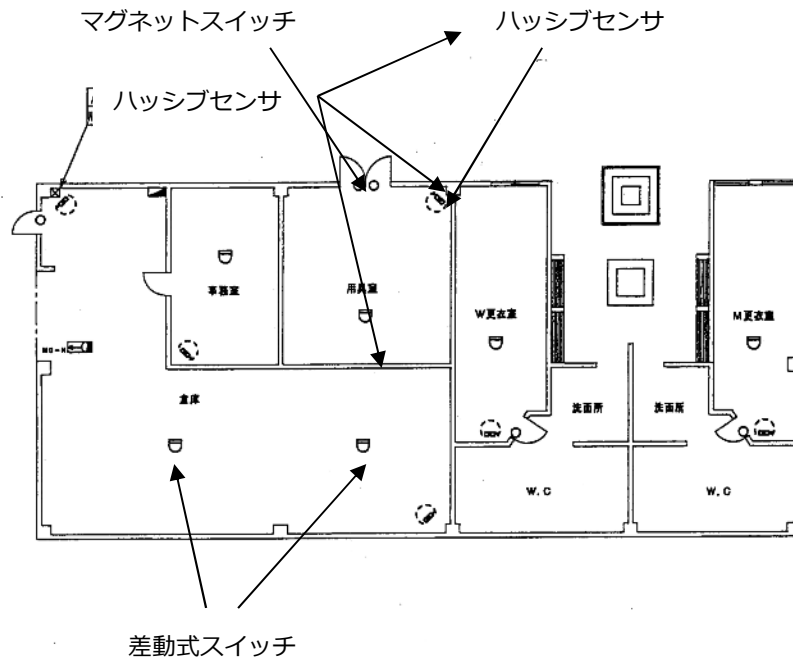 マグネットスイッチ
ハッシブセンサ
ハッシブセンサ
事務室
用具室
W更衣室
M更衣室
倉庫
洗面所
洗面所
W.C
W.C
差動式スイッチ